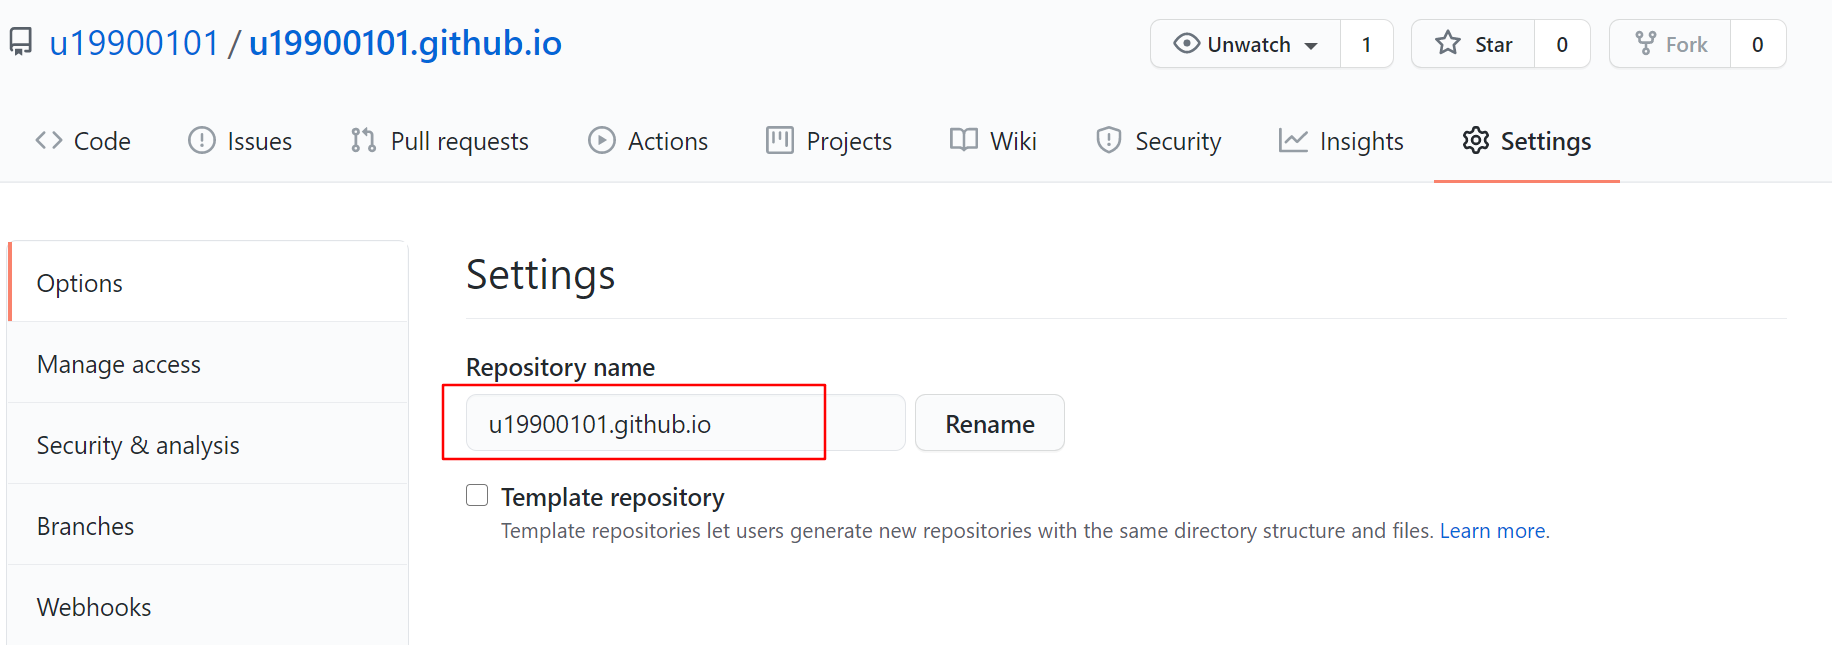 u19900101 / u19900101.github.io
Unwatch 1 Star 0 Fork 0
Code Issues Pull requests Actions Projects Wiki Security Insights Settings
Options
Manage access
Security & analysis
Branches
Webhooks
Settings
Repository name
u19900101.github.io Rename
Template repository
Template repositories let users generate new repositories with the same directory structure and files. Learn more.